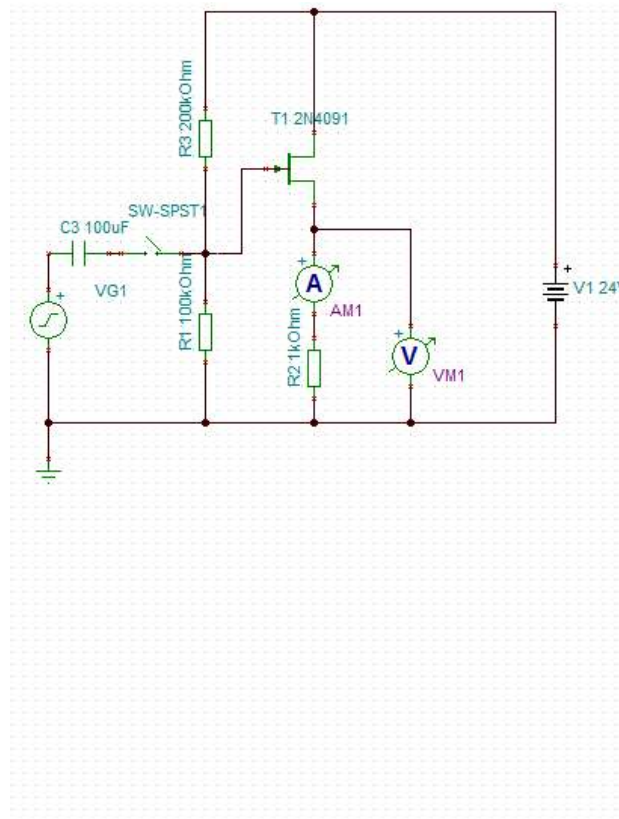 T1 2N4091
R3 200kOhm
SW-SPST1
C3 100uF
VG1
R1 100kOhm
A
AM1
R2 1kOhm
V
VM1
V1 24V